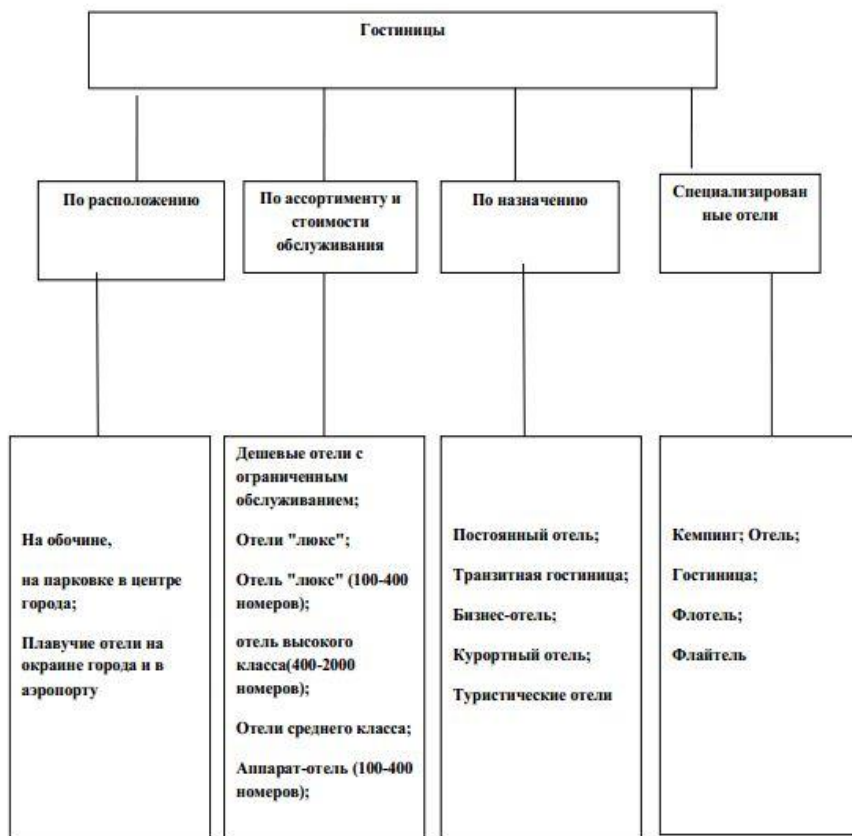 Гостиницы
По расположению
По ассортименту и
стоимости
обслуживания
По назначению
Специализирован
ные отели
На обочине,
на парковке в центре
города;
Плавучие отели на
окраине города и в
аэропорту
Дешевые отели с
ограниченным
обслуживанием;
Отели "люкс";
Отель "люкс" (100-400
номеров);
отель высокого
класса(400-2000
номеров);
Отели среднего класса;
Аппарат-отель (100-400
номеров);
Постоянный отель;
Транзитная гостиница;
Бизнес-отель;
Курортный отель;
Туристические отели
Кемпинг; Отель;
Гостиница;
Флотель;
Флайтель